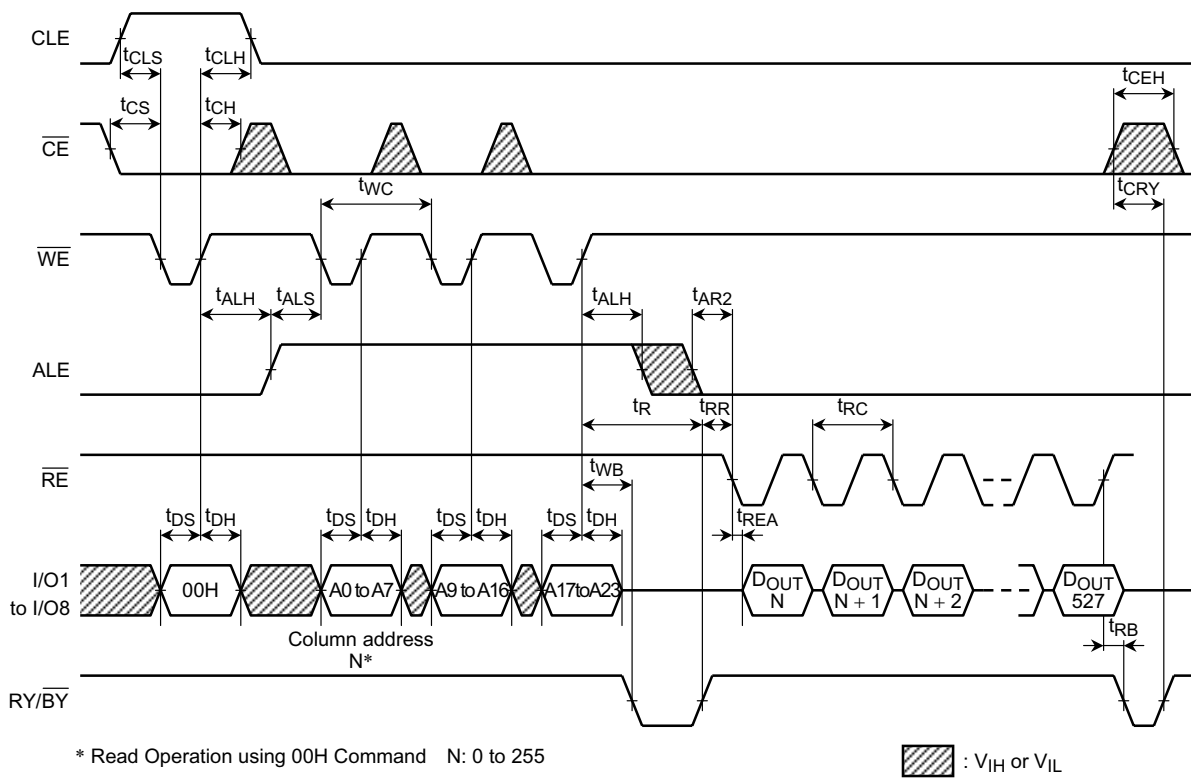 CLE
tCLS
tCLH
tCEH
tCS
tCH
CE
tWC
tCRY
WE
tALH
tALS
tALH
tAR2
ALE
tR
tRR
tRC
RE
tWB
tREA
tDS
tDH
tDS
tDH
tDS
tDH
tDS
tDH
I/O1
to I/O8
00H
A0 to A7
A9 to A16
A17 to A23
DOUT
N
DOUT
N + 1
DOUT
N + 2
DOUT
527
Column address
N*
tRB
RY/BY
* Read Operation using 00H Command N: 0 to 255
: VIH or VIL